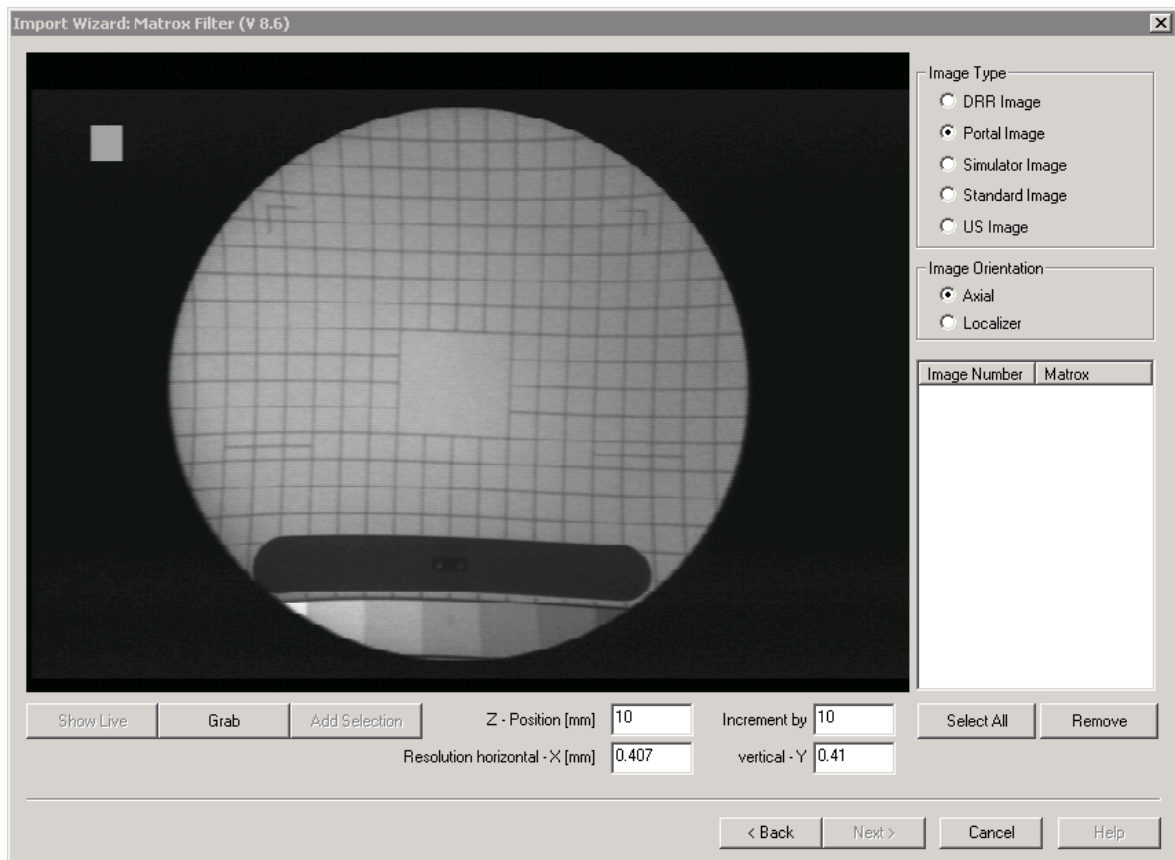 Import Wizard: Matrox Filter (V 8.6)
Image Type
DRR Image
Portal Image
Simulator Image
Standard Image
US Image
Image Orientation
Axial
Localizer
Image Number Matrox
Show Live Grab Add Selection Z - Position [mm] 10 Increment by 10 Select All Remove
Resolution horizontal - X [mm] 0.407 vertical - Y 0.41
< Back Next > Cancel Help